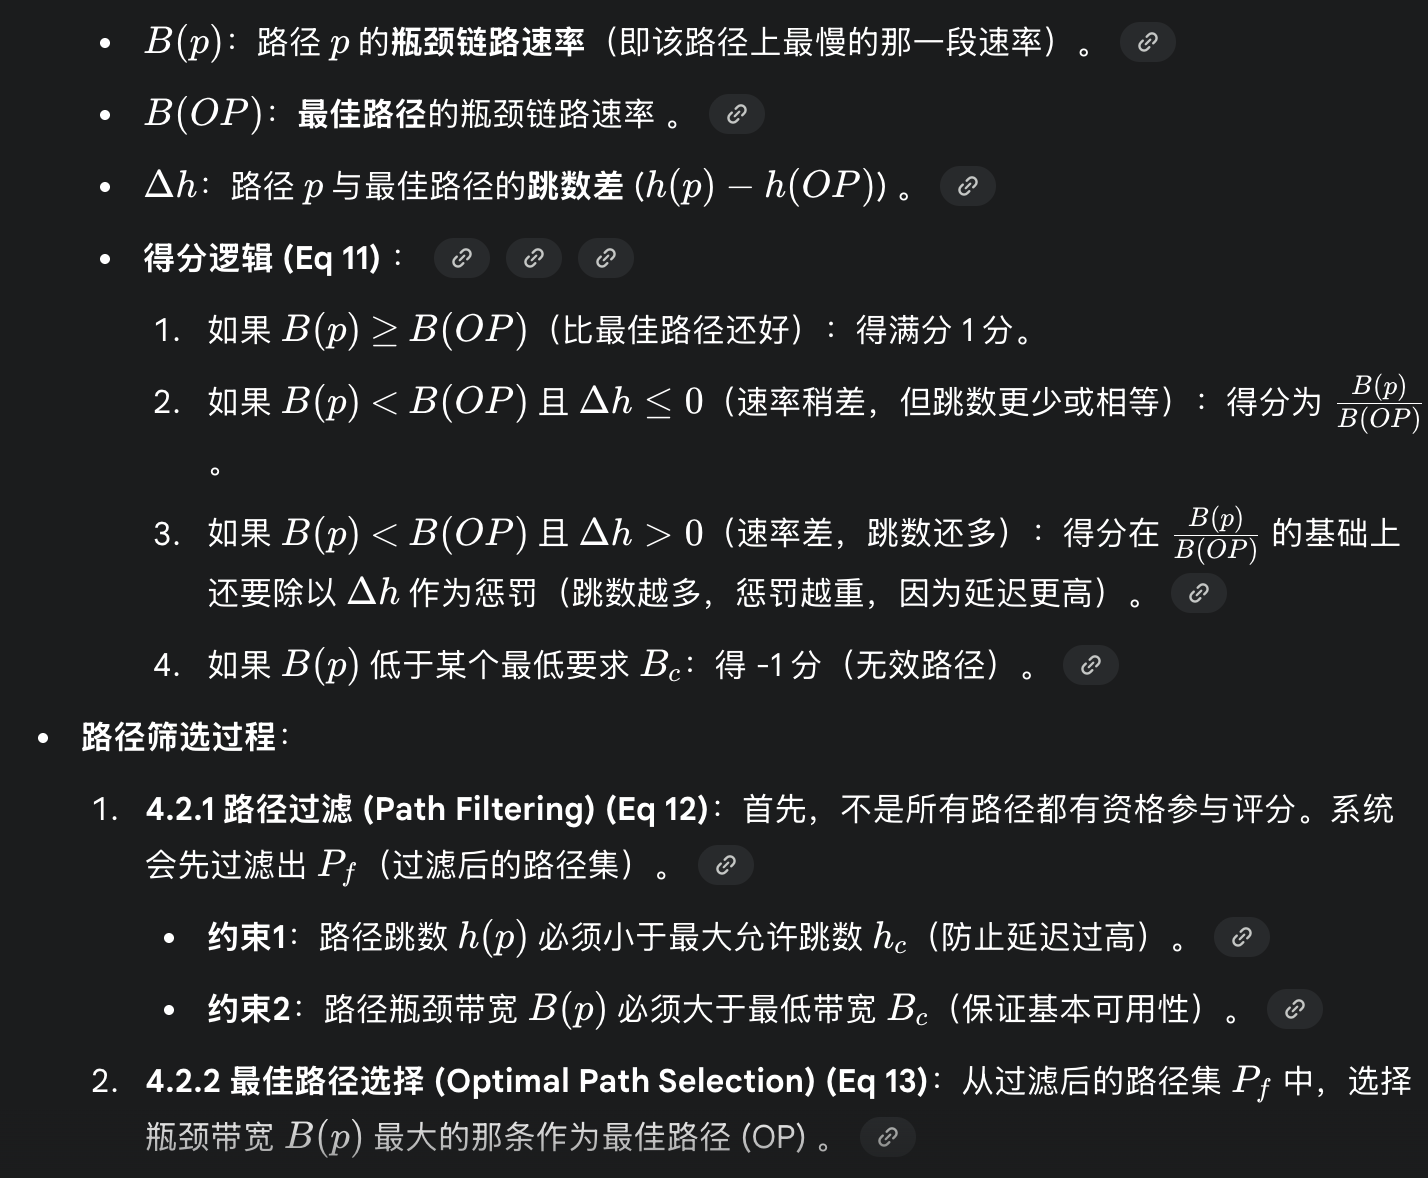 • B(p)：路径 p 的瓶颈链路速率（即该路径上最慢的那一段速率）。
• B(OP)：最佳路径的瓶颈链路速率 。
• Δh：路径 p 与最佳路径的跳数差 (h(p) − h(OP)) 。
• 得分逻辑 (Eq 11) ：
1. 如果 B(p) ≥ B(OP)（比最佳路径还好）：得满分 1 分。
2. 如果 B(p) < B(OP) 且 Δh ≤ 0（速率稍差，但跳数更少或相等）：得分为 B(p)/B(OP)
。
3. 如果 B(p) < B(OP) 且 Δh > 0（速率差，跳数还多）：得分在 B(p)/B(OP) 的基础上
还要除以 Δh 作为惩罚（跳数越多，惩罚越重，因为延迟更高）。
4. 如果 B(p) 低于某个最低要求 B_c：得 -1 分（无效路径）。
• 路径筛选过程：
1. 4.2.1 路径过滤 (Path Filtering) (Eq 12)：首先，不是所有路径都有资格参与评分。系统
会先过滤出 P_f（过滤后的路径集）。
• 约束1：路径跳数 h(p) 必须小于最大允许跳数 h_c（防止延迟过高）。
• 约束2：路径瓶颈带宽 B(p) 必须大于最低带宽 B_c（保证基本可用性）。
2. 4.2.2 最佳路径选择 (Optimal Path Selection) (Eq 13)：从过滤后的路径集 P_f 中，选择
瓶颈带宽 B(p) 最大的那条作为最佳路径 (OP) 。